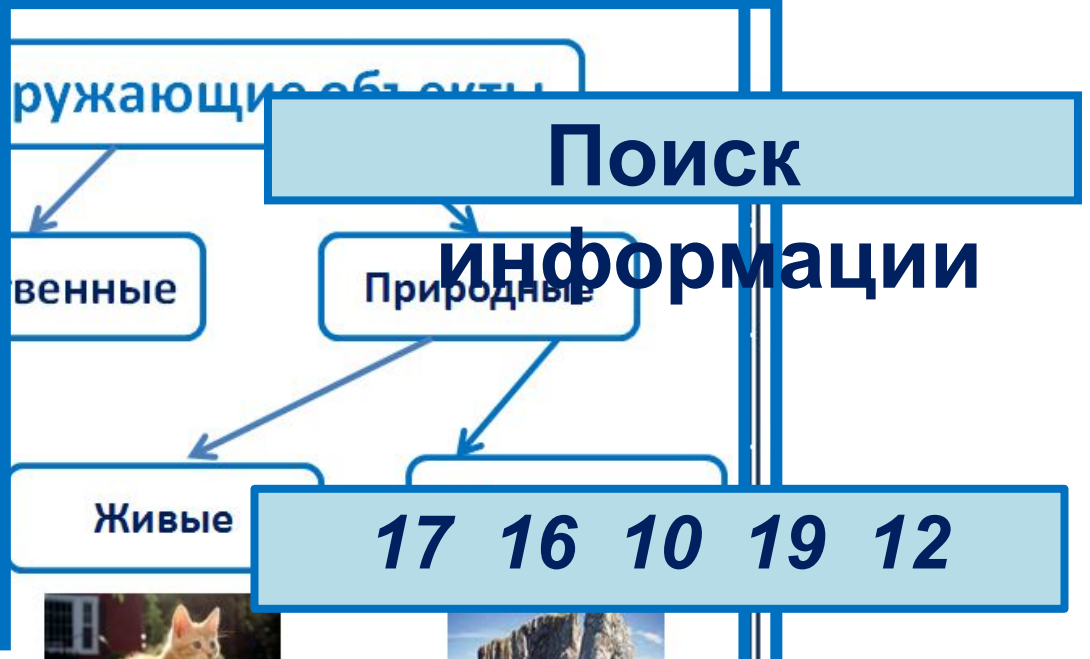 ружающие объекты
Поиск
информации
венные
Природные
Живые
17 16 10 19 12